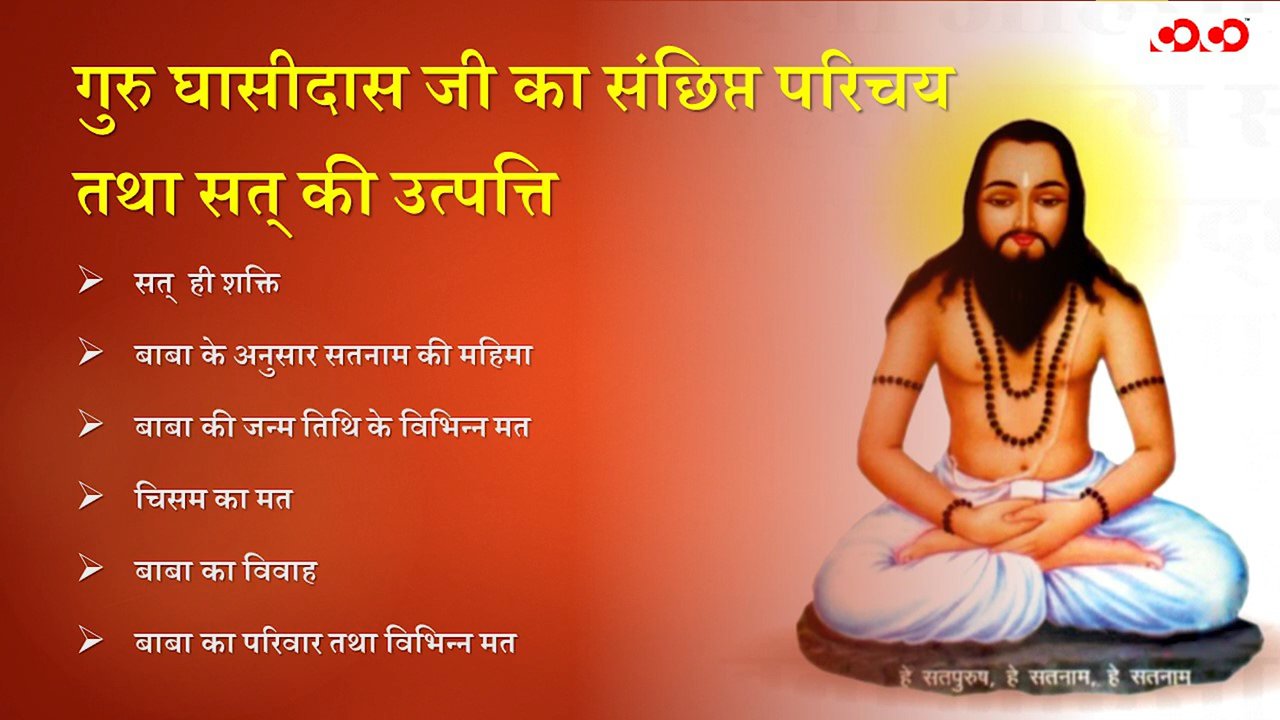 गुरु घासीदास जी का संछिप्त परिचय
तथा सत् की उत्पत्ति
सत् ही शक्ति
बाबा के अनुसार सतनाम की महिमा
बाबा की जन्म तिथि के विभिन्न मत
चिसम का मत
बाबा का विवाह
बाबा का परिवार तथा विभिन्न मत
हे सतपुरुष, हे सतनाम, हे सतनाम